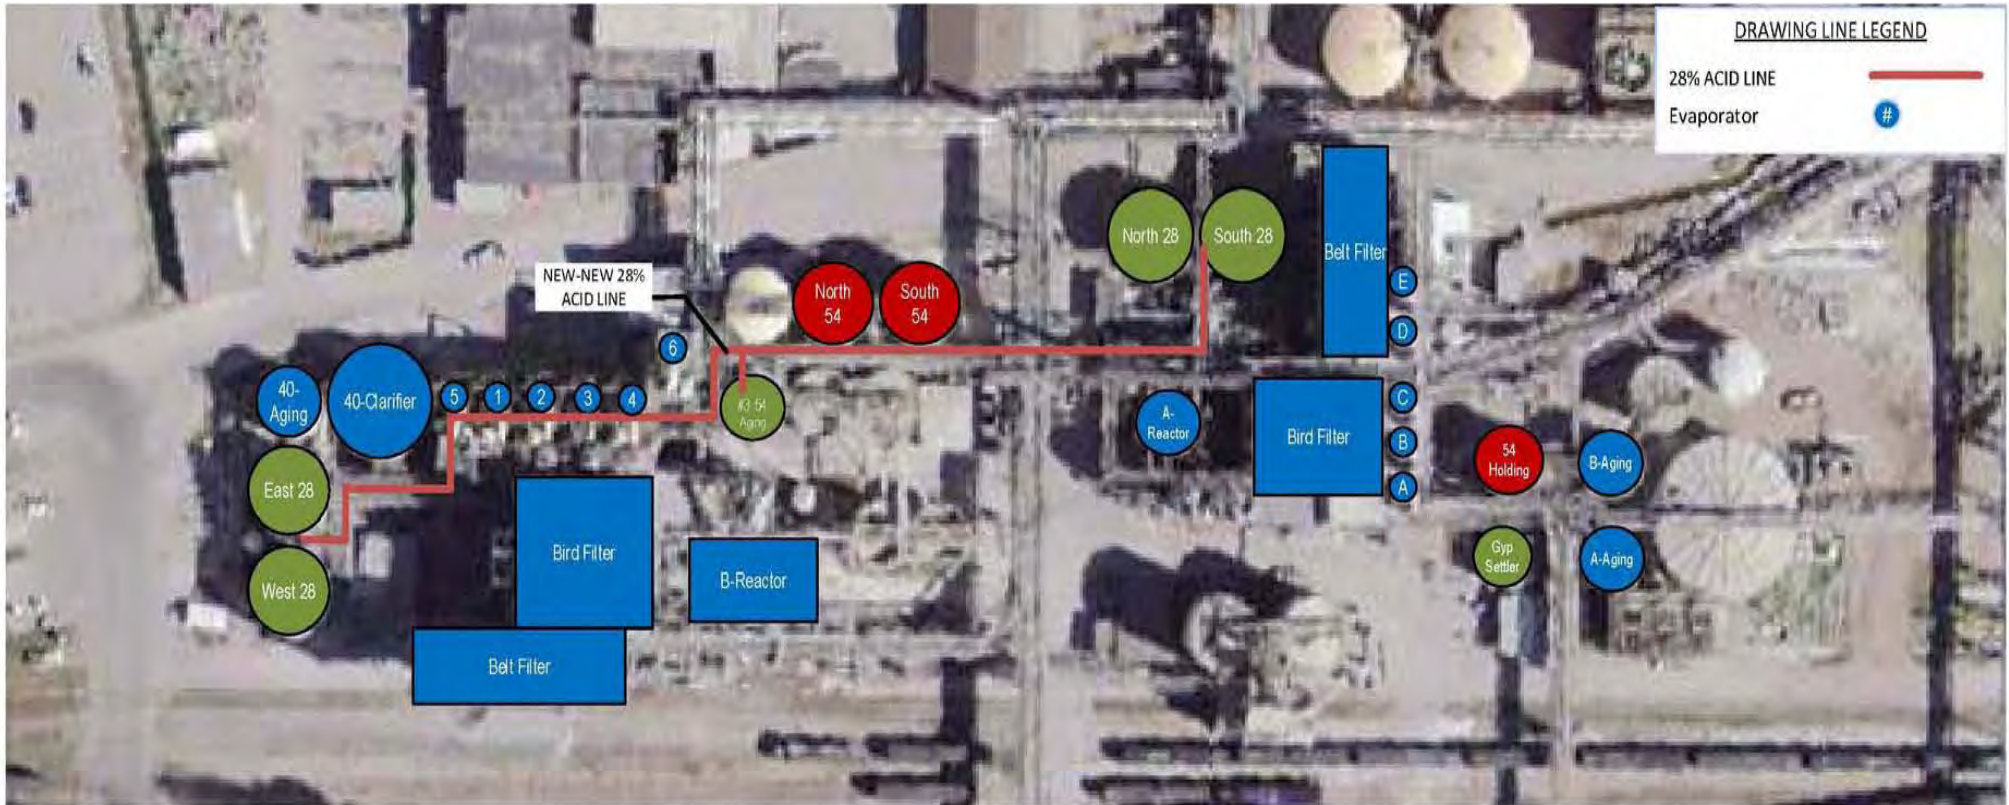 DRAWING LINE LEGEND
28% ACID LINE
Evaporator
#
North 28
South 28
Belt Filter
E
D
NEW-NEW 28%
ACID LINE
North
54
South
54
6
40-
Aging
40-Clarifier
5
1
2
3
4
#3 54
Aging
A-
Reactor
Bird Filter
C
B
A
54
Holding
B-Aging
East 28
West 28
Bird Filter
B-Reactor
Gyp
Settler
A-Aging
Belt Filter